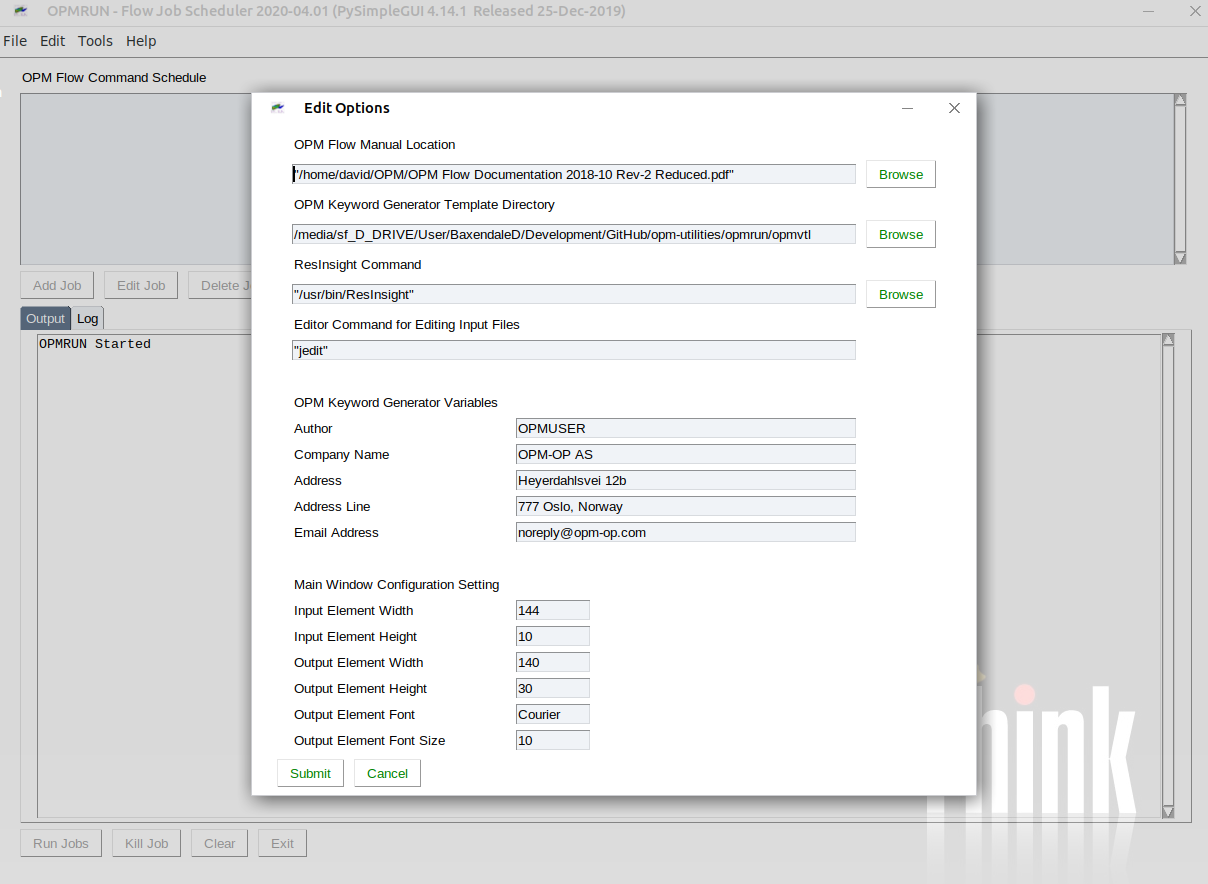 OPMRUN - Flow Job Scheduler 2020-04.01 (PySimpleGUI 4.14.1 Released 25-Dec-2019)
File Edit Tools Help
OPM Flow Command Schedule
Edit Options
OPM Flow Manual Location
"/home/david/OPM/OPM Flow Documentation 2018-10 Rev-2 Reduced.pdf" Browse
OPM Keyword Generator Template Directory
/media/sf_D_DRIVE/User/BaxendaleD/Development/GitHub/opm-utilities/opmrun/opmvtl Browse
ResInsight Command
"/usr/bin/ResInsight" Browse
Editor Command for Editing Input Files
"jedit"
OPM Keyword Generator Variables
Author OPMUSER
Company Name OPM-OP AS
Address Heyerdahlsvei 12b
Address Line 777 Oslo, Norway
Email Address noreply@opm-op.com
Main Window Configuration Setting
Input Element Width 144
Input Element Height 10
Output Element Width 140
Output Element Height 30
Output Element Font Courier
Output Element Font Size 10
Submit Cancel
Add Job Edit Job Delete J
Output Log
OPMRUN Started
Run Jobs Kill Job Clear Exit
hink